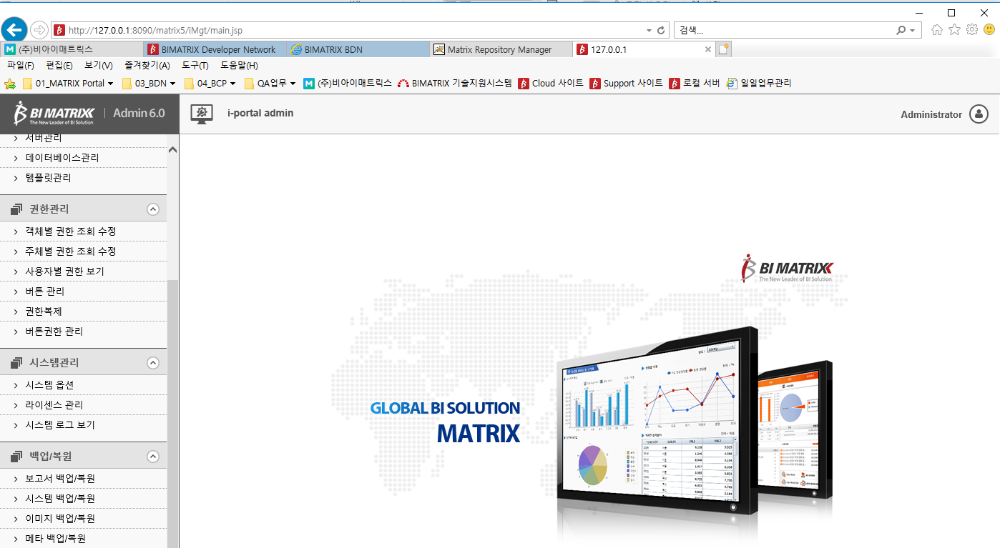 http://127.0.0.1:8090/matrix5/iMgt/main.jsp
검색...
(주)비아이매트릭스
BIMATRIX Developer Network
BIMATRIX BDN
Matrix Repository Manager
127.0.0.1
파일(F) 편집(E) 보기(V) 즐겨찾기(A) 도구(T) 도움말(H)
01_MATRIX Portal
03_BDN
04_BCP
QA업무
(주)비아이매트릭스
BIMATRIX 기술지원시스템
Cloud 사이트
Support 사이트
로컬 서버
일일업무관리
BI MATRIX
The New Leader of BI Solution
Admin 6.0
i-portal admin
Administrator
서버관리
데이터베이스관리
템플릿관리
권한관리
객체별 권한 조회 수정
주체별 권한 조회 수정
사용자별 권한 보기
버튼 관리
권한복제
버튼권한 관리
시스템관리
시스템 옵션
라이센스 관리
시스템 로그 보기
백업/복원
보고서 백업/복원
시스템 백업/복원
이미지 백업/복원
메타 백업/복원
BI MATRIX
The New Leader of BI Solution
GLOBAL BI SOLUTION
MATRIX